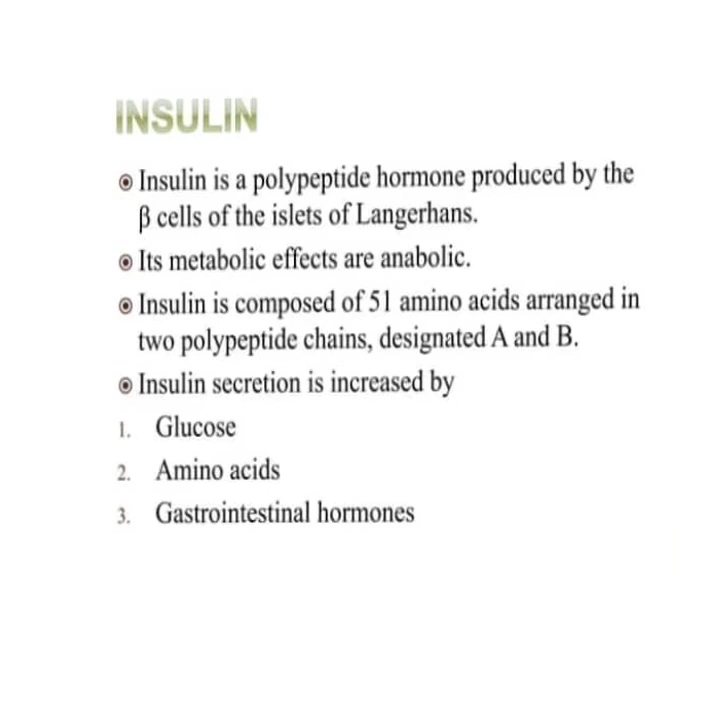 INSULIN
Insulin is a polypeptide hormone produced by the
β cells of the islets of Langerhans.
Its metabolic effects are anabolic.
Insulin is composed of 51 amino acids arranged in
two polypeptide chains, designated A and B.
Insulin secretion is increased by
1. Glucose
2. Amino acids
3. Gastrointestinal hormones